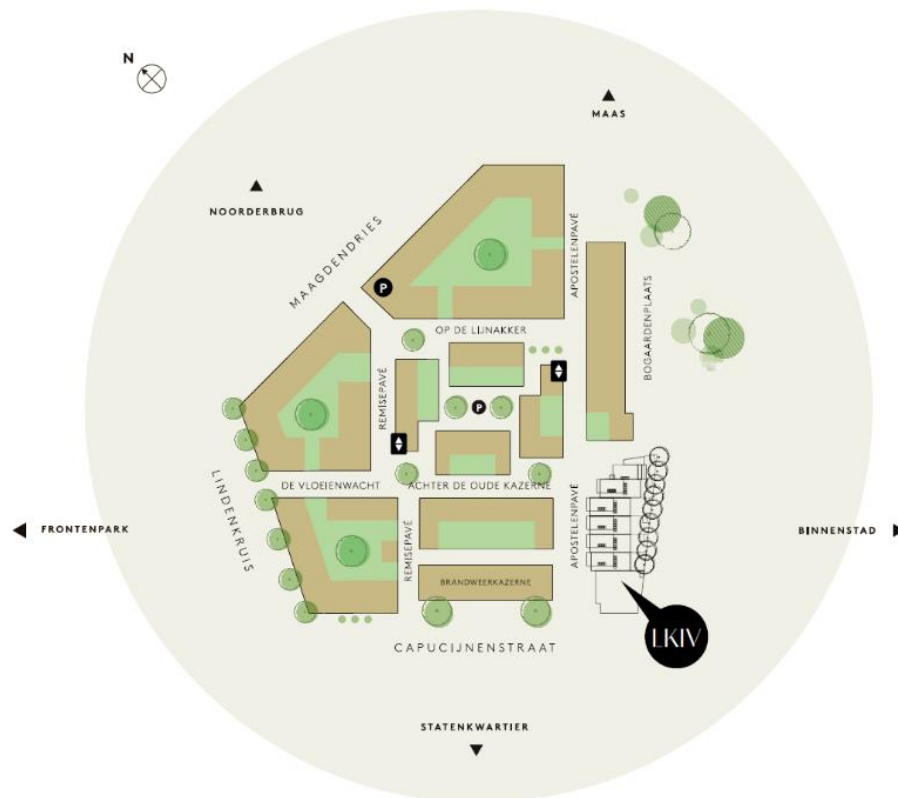 N
MAAS
NOORDERBRUG
MAAGDENDRIES
APOSTELENPAVÉ
P
OP DE LIJNAKKER
BOGAARDENPLAATS
REMISEPAVÉ
P
DE VLOEIENWACHT
ACHTER DE OUDE KAZERNE
LINDENKRUIS
FRONTENPARK
REMISEPAVÉ
APOSTELENPAVÉ
BINNENSTAD
BRANDWEERKAZERNE
LKIV
CAPUCIJNENSTRAAT
STATENKWARTIER